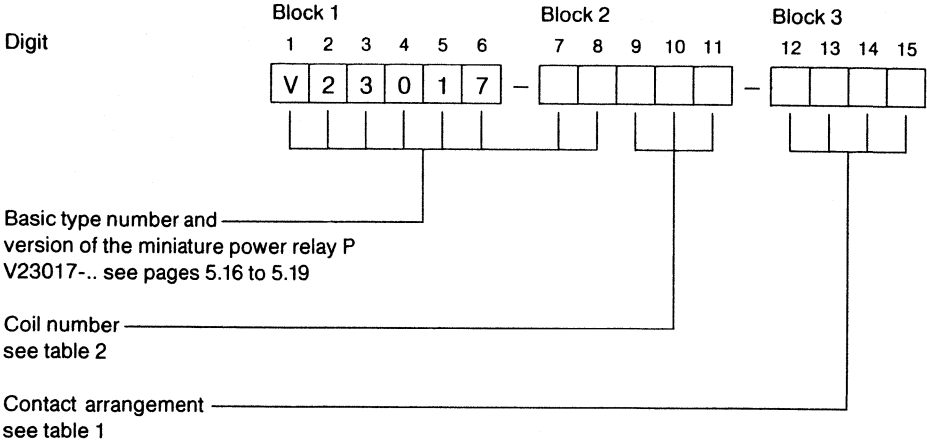 Block 1 Block 2 Block 3
Digit 1 2 3 4 5 6 7 8 9 10 11 12 13 14 15
V 2 3 0 1 7 – –
Basic type number and
version of the miniature power relay P
V23017-.. see pages 5.16 to 5.19
Coil number
see table 2
Contact arrangement
see table 1